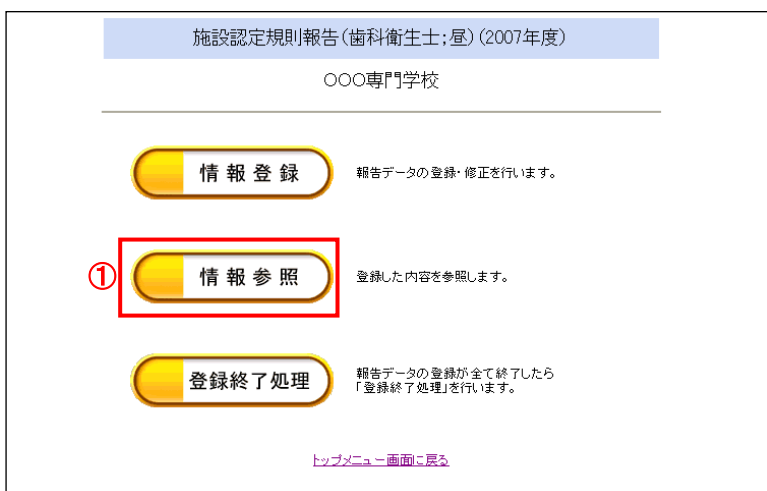 施設認定規則報告(歯科衛生士;昼)(2007年度)
○○○専門学校
情報登録 報告データの登録・修正を行います。
① 情報参照 登録した内容を参照します。
登録終了処理 報告データの登録が全て終了したら
「登録終了処理」を行います。
トップメニュー画面に戻る